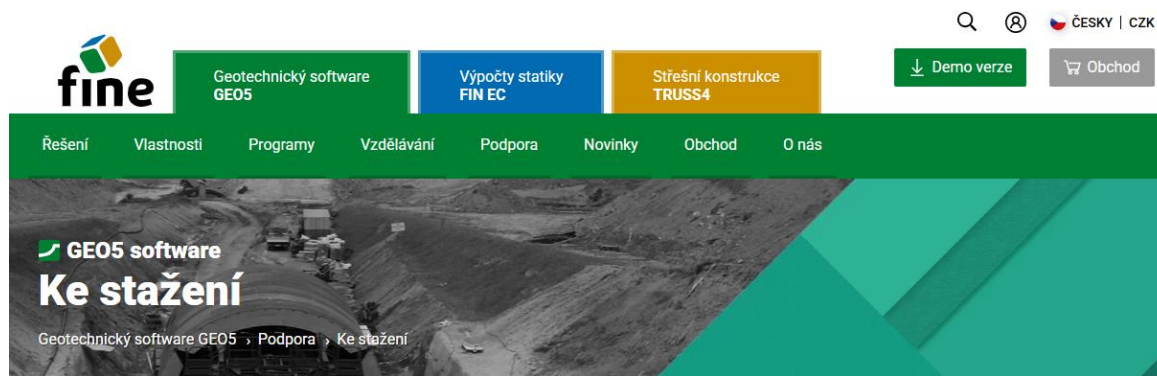 ČESKY | CZK
fine
Geotechnický software
GEO5
Výpočty statiky
FIN EC
Střešní konstrukce
TRUSS4
Demo verze
Obchod
Řešení Vlastnosti Programy Vzdělávání Podpora Novinky Obchod O nás
GEO5 software
Ke stažení
Geotechnický software GEO5 › Podpora › Ke stažení